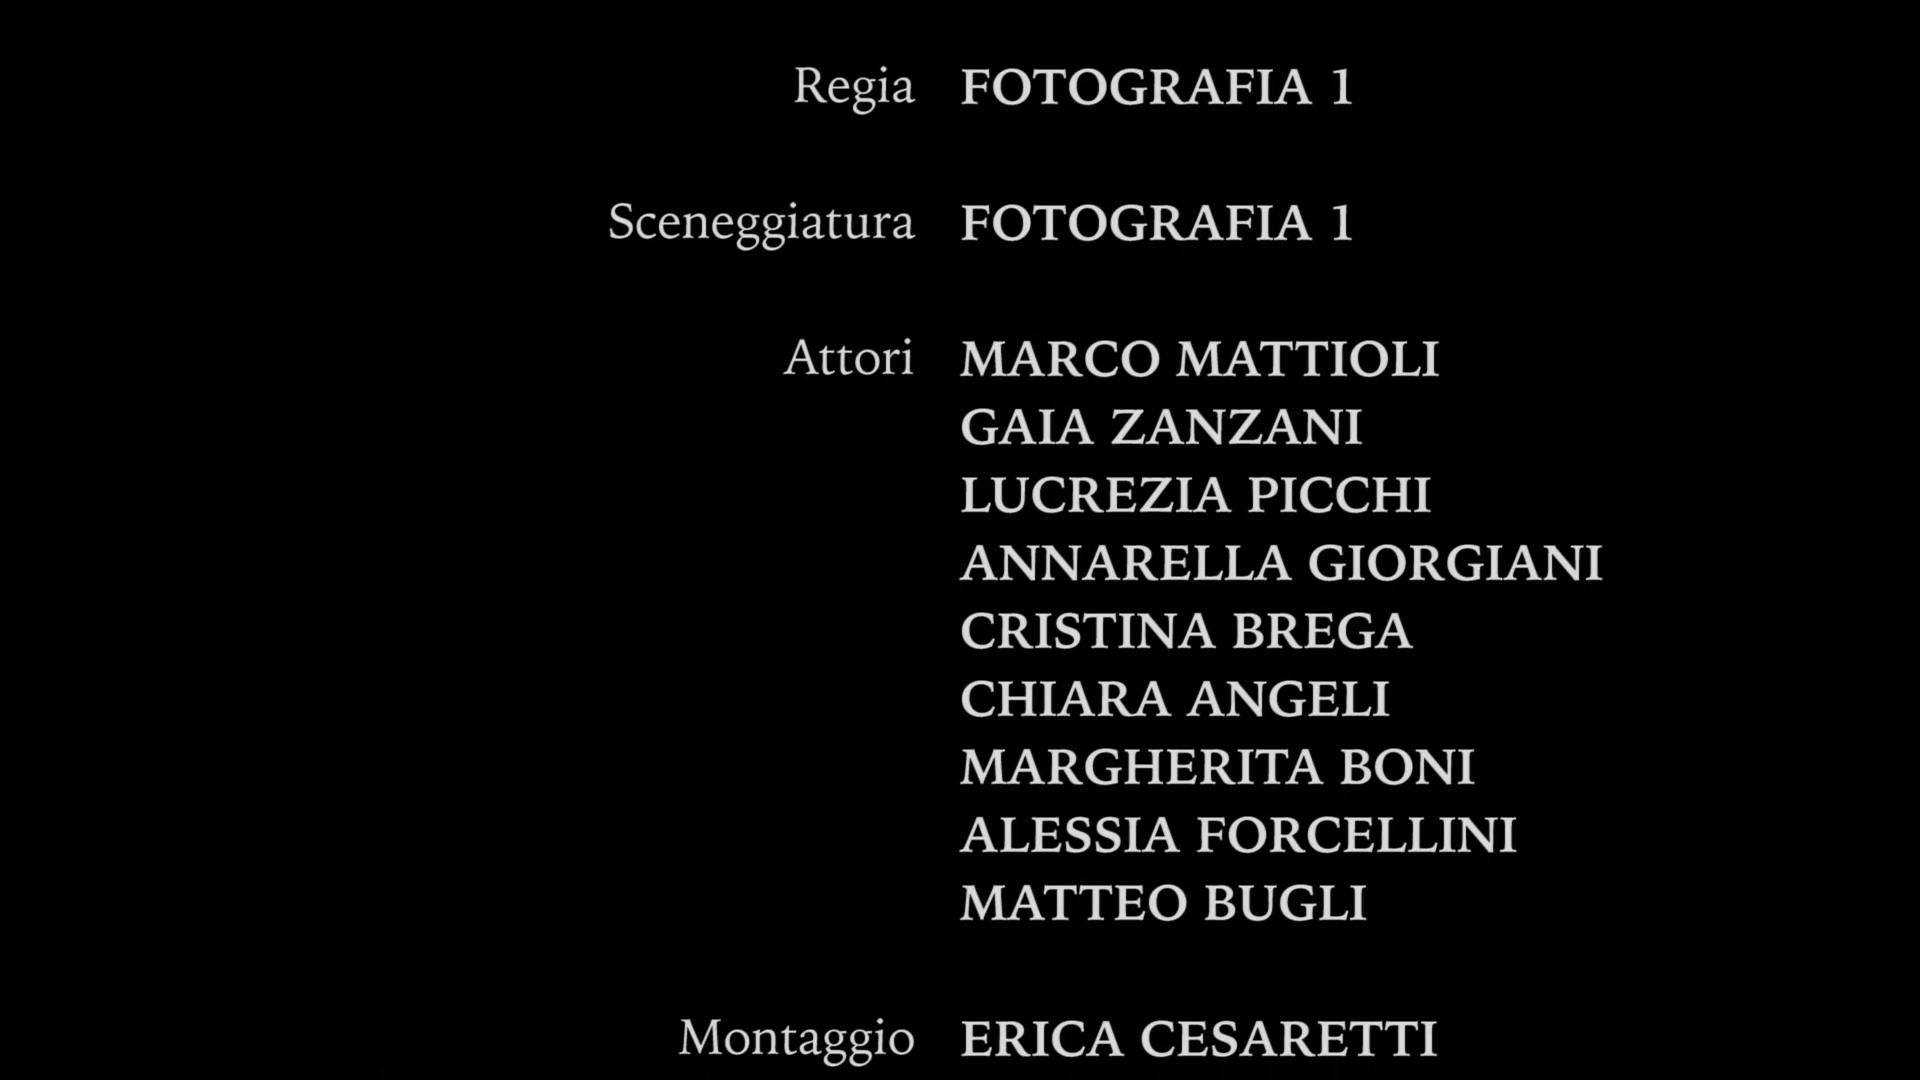 Regia FOTOGRAFIA 1
Sceneggiatura FOTOGRAFIA 1
Attori MARCO MATTIOLI
GAIA ZANZANI
LUCREZIA PICCHI
ANNARELLA GIORGIANI
CRISTINA BREGA
CHIARA ANGELI
MARGHERITA BONI
ALESSIA FORCELLINI
MATTEO BUGLI
Montaggio ERICA CESARETTI